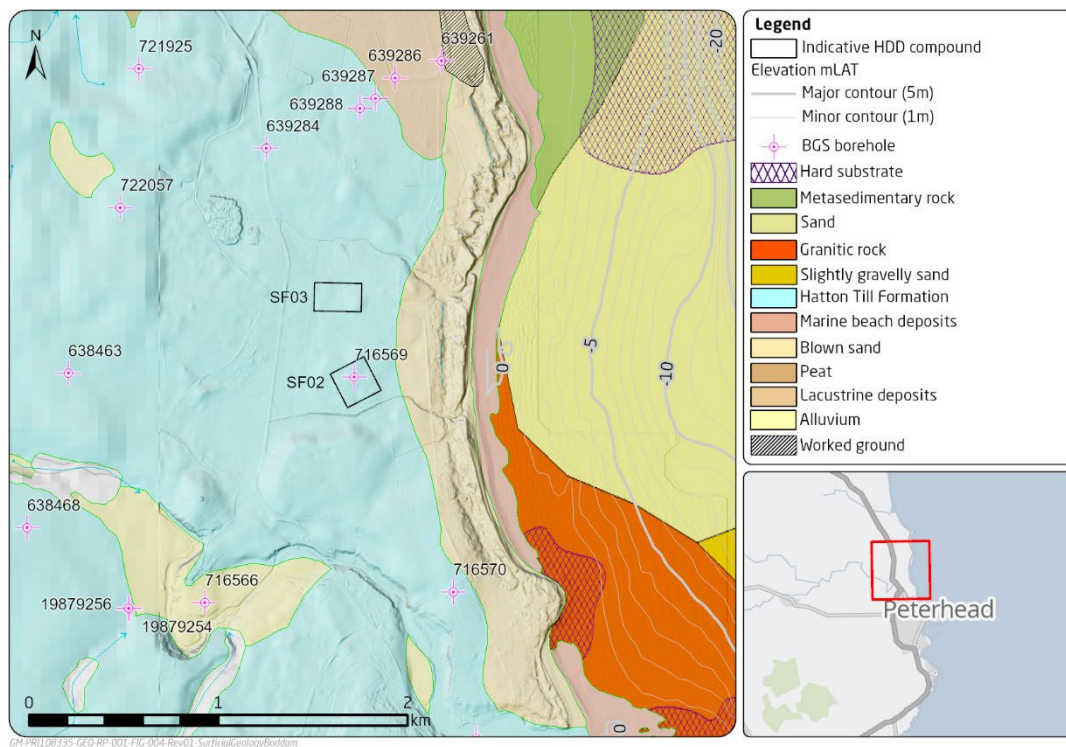 N
721925
639261
639286
639287
639288
639284
722057
SF03
716569
638463
SF02
638468
716566
716570
19879256
19879254
-20
-5
-10
0
0
0 1 2
km
GM-PRJ108335-GEO-RP-001-FIG-004-Rev01-SurficialGeologyBoddam
Legend
Indicative HDD compound
Elevation mLAT
Major contour (5m)
Minor contour (1m)
BGS borehole
Hard substrate
Metasedimentary rock
Sand
Granitic rock
Slightly gravelly sand
Hatton Till Formation
Marine beach deposits
Blown sand
Peat
Lacustrine deposits
Alluvium
Worked ground
Peterhead